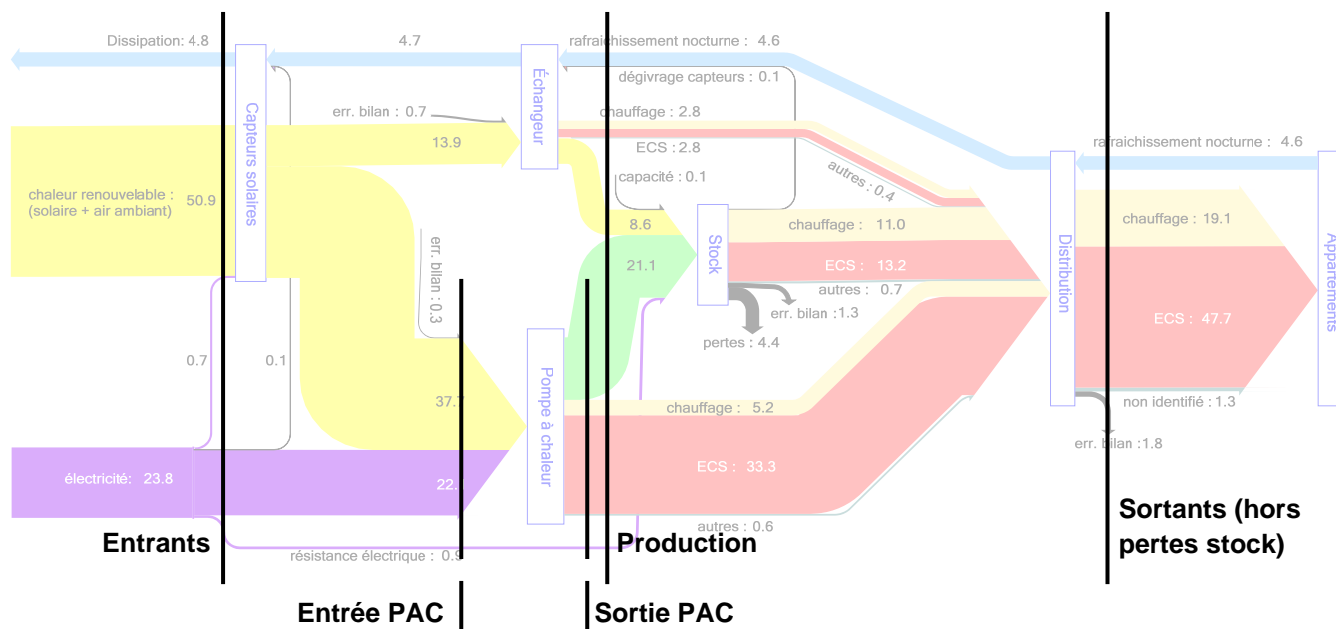 Dissipation: 4.8
4.7
rafraichissement nocturne : 4.6
dégivrage capteurs : 0.1
Capteurs solaires
Échangeur
err. bilan : 0.7
13.9
chauffage : 2.8
ECS : 2.8
autres : 0.4
rafraichissement nocturne : 4.6
chaleur renouvelable :
(solaire + air ambiant)
50.9
capacité : 0.1
8.6
21.1
Stock
chauffage : 11.0
ECS : 13.2
autres : 0.7
err. bilan : 1.3
pertes : 4.4
Distribution
chauffage : 19.1
ECS : 47.7
non identifié : 1.3
err. bilan : 1.8
Appartements
err. bilan : 0.3
0.7
0.1
37.7
Pompe à chaleur
chauffage : 5.2
ECS : 33.3
autres : 0.6
électricité: 23.8
22.
résistance électrique : 0.9
Entrants
Production
Sortants (hors
pertes stock)
Entrée PAC
Sortie PAC